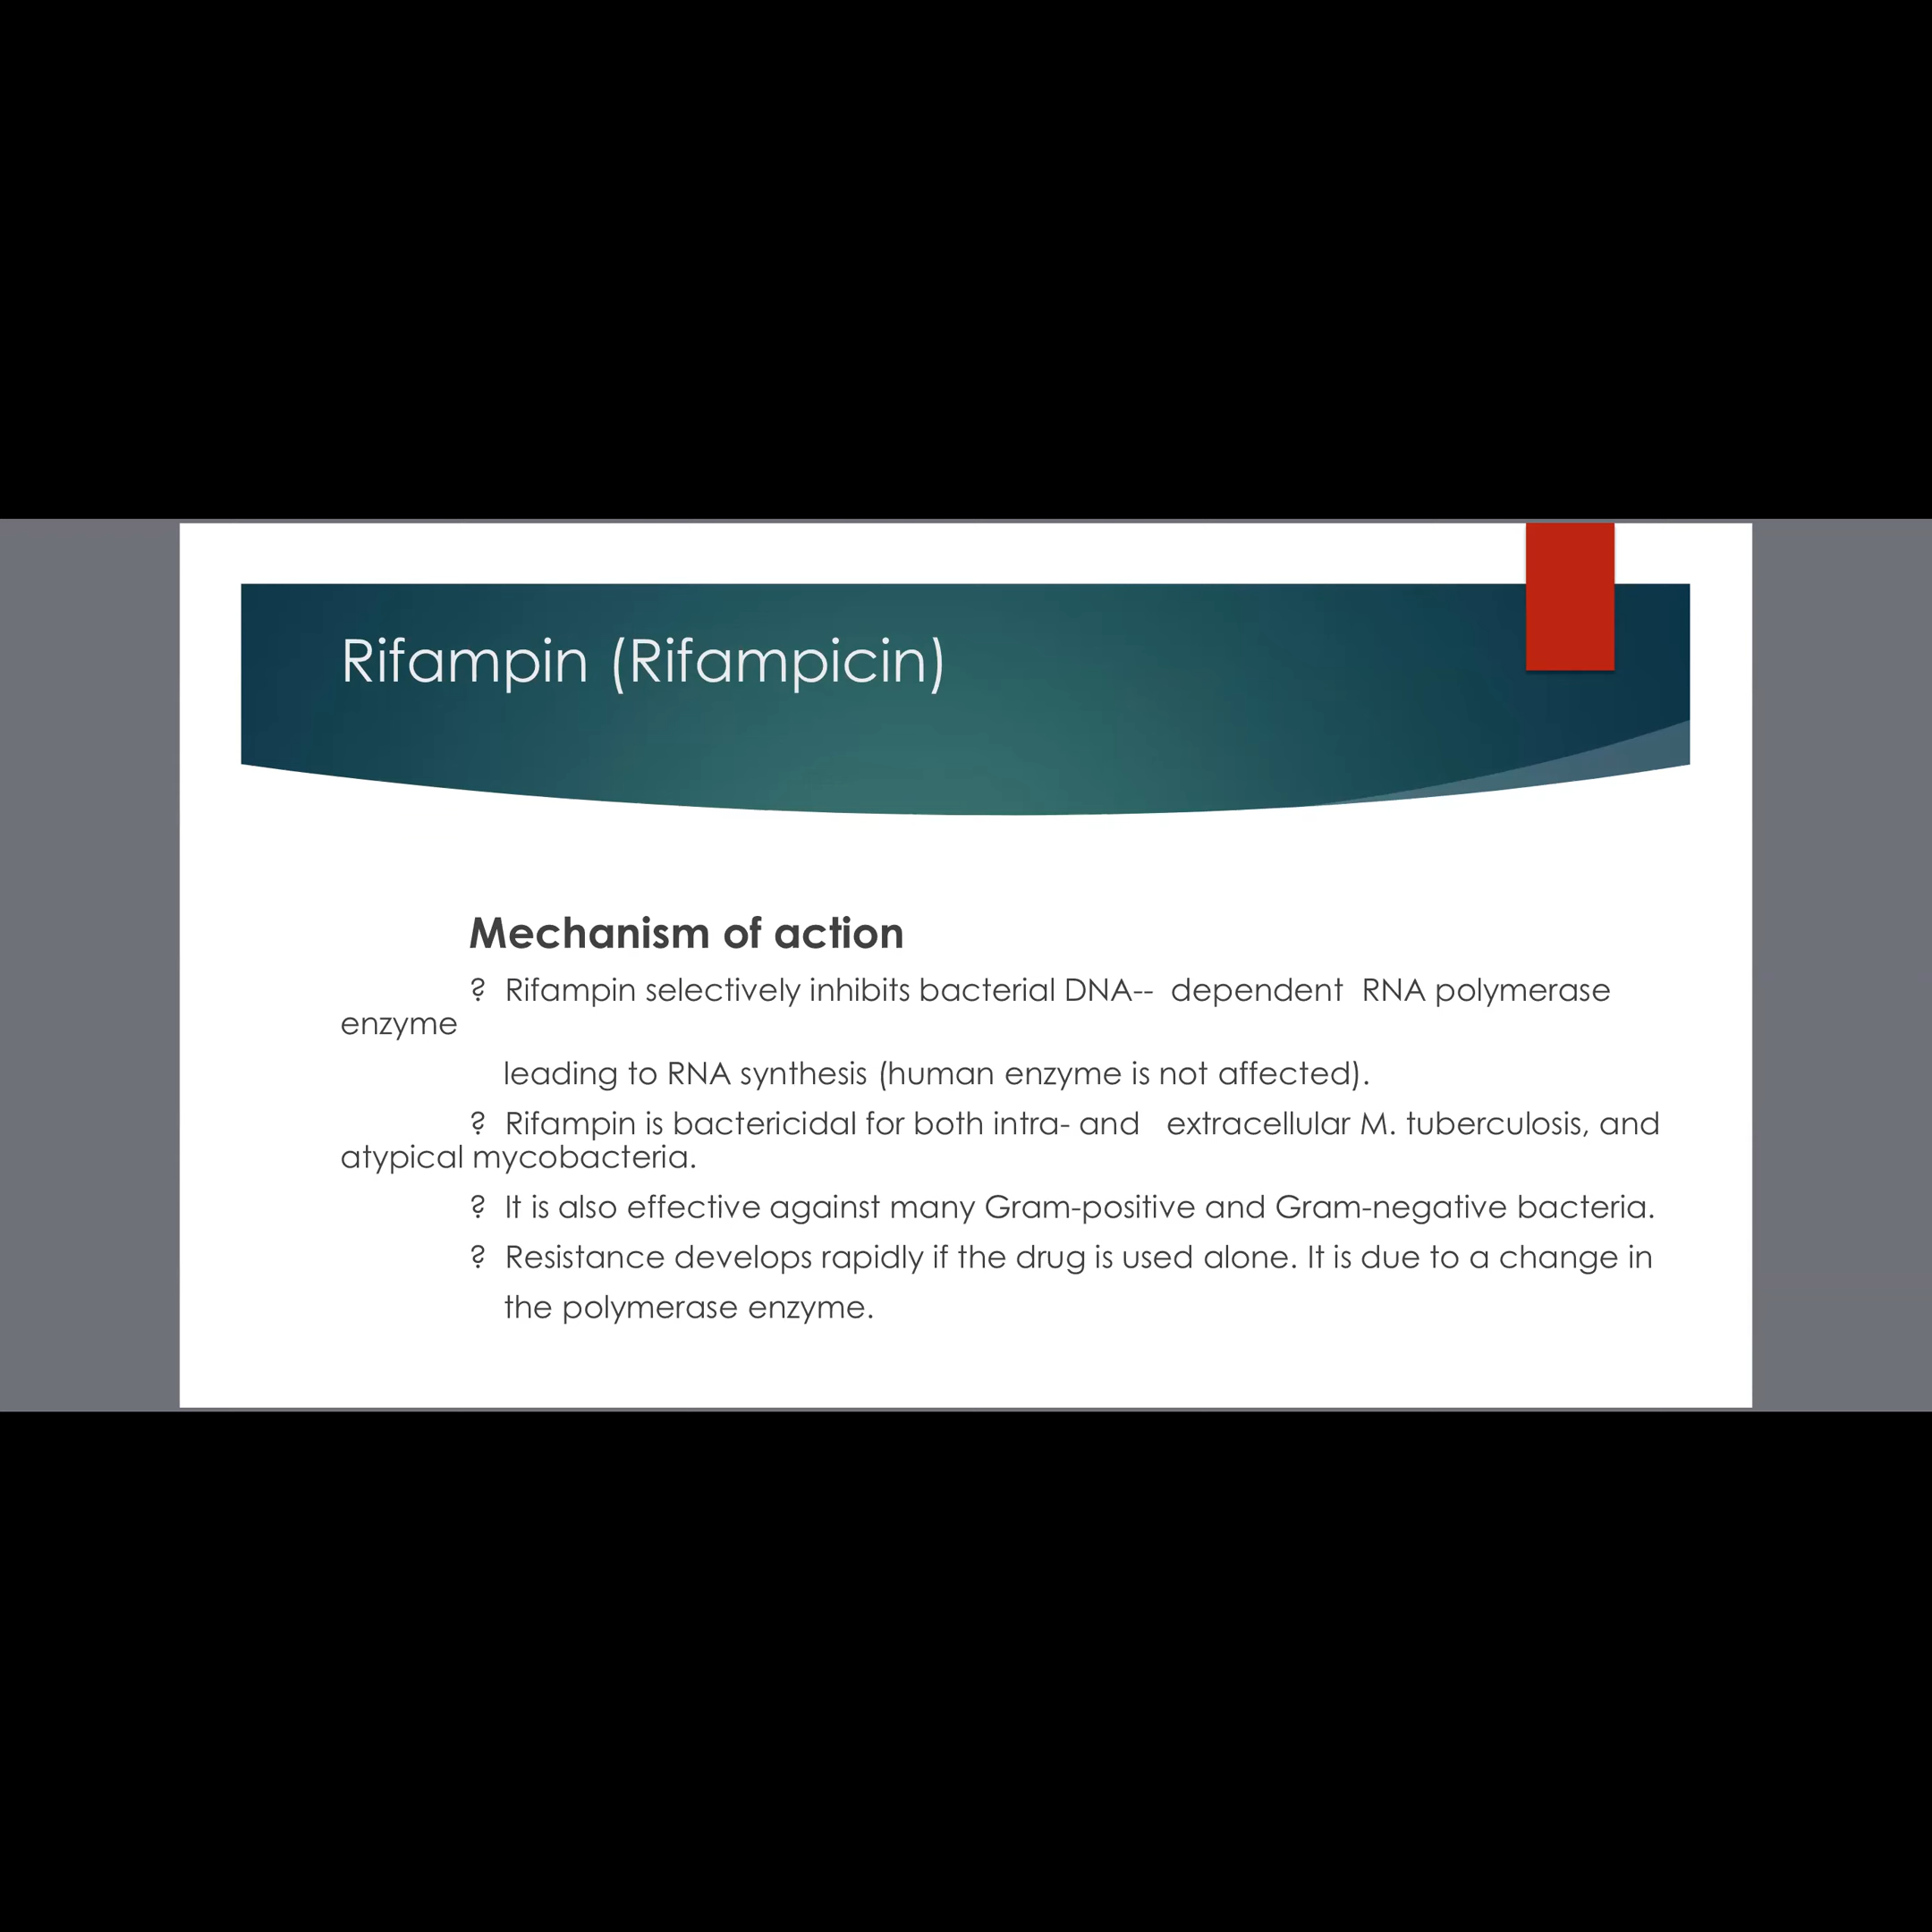 Rifampin (Rifampicin)
Mechanism of action
? Rifampin selectively inhibits bacterial DNA-- dependent RNA polymerase
enzyme
leading to RNA synthesis (human enzyme is not affected).
? Rifampin is bactericidal for both intra- and extracellular M. tuberculosis, and
atypical mycobacteria.
? It is also effective against many Gram-positive and Gram-negative bacteria.
? Resistance develops rapidly if the drug is used alone. It is due to a change in
the polymerase enzyme.